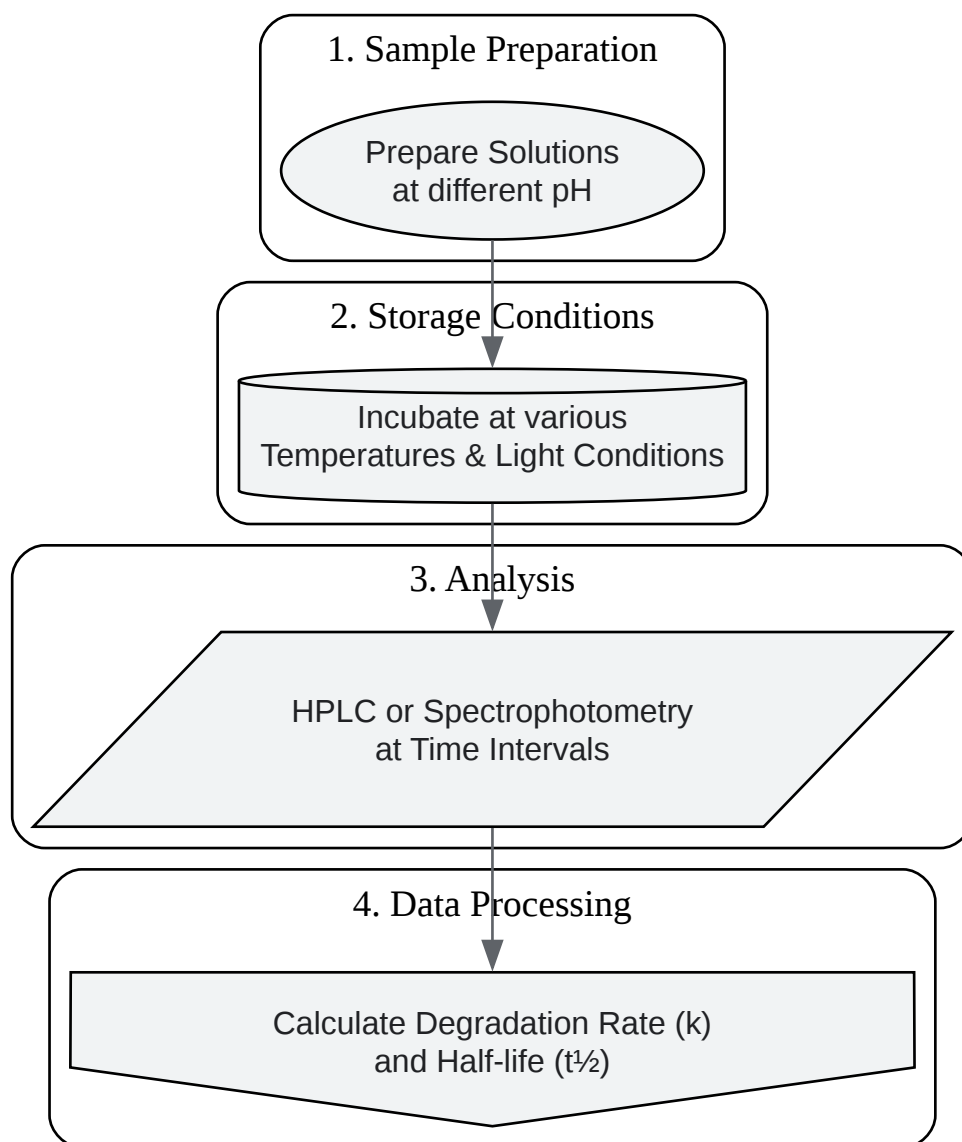 1. Sample Preparation
Prepare Solutions
at different pH
2. Storage Conditions
Incubate at various
Temperatures & Light Conditions
3. Analysis
HPLC or Spectrophotometry
at Time Intervals
4. Data Processing
Calculate Degradation Rate (k)
and Half-life (t½)